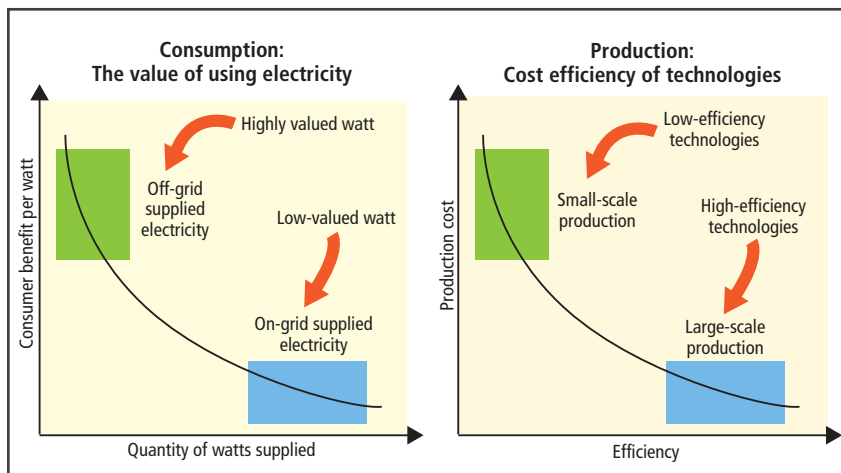 Consumption:
The value of using electricity
Consumer benefit per watt
Highly valued watt
Off-grid
supplied
electricity
Low-valued watt
On-grid supplied
electricity
Quantity of watts supplied
Production:
Cost efficiency of technologies
Production cost
Low-efficiency
technologies
Small-scale
production
High-efficiency
technologies
Large-scale
production
Efficiency